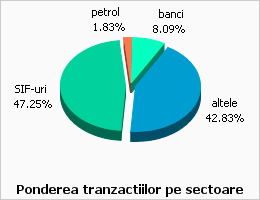 petrol
1.83%
banci
8.09%
SIF-uri
47.25%
altele
42.83%
Ponderea tranzactiilor pe sectoare